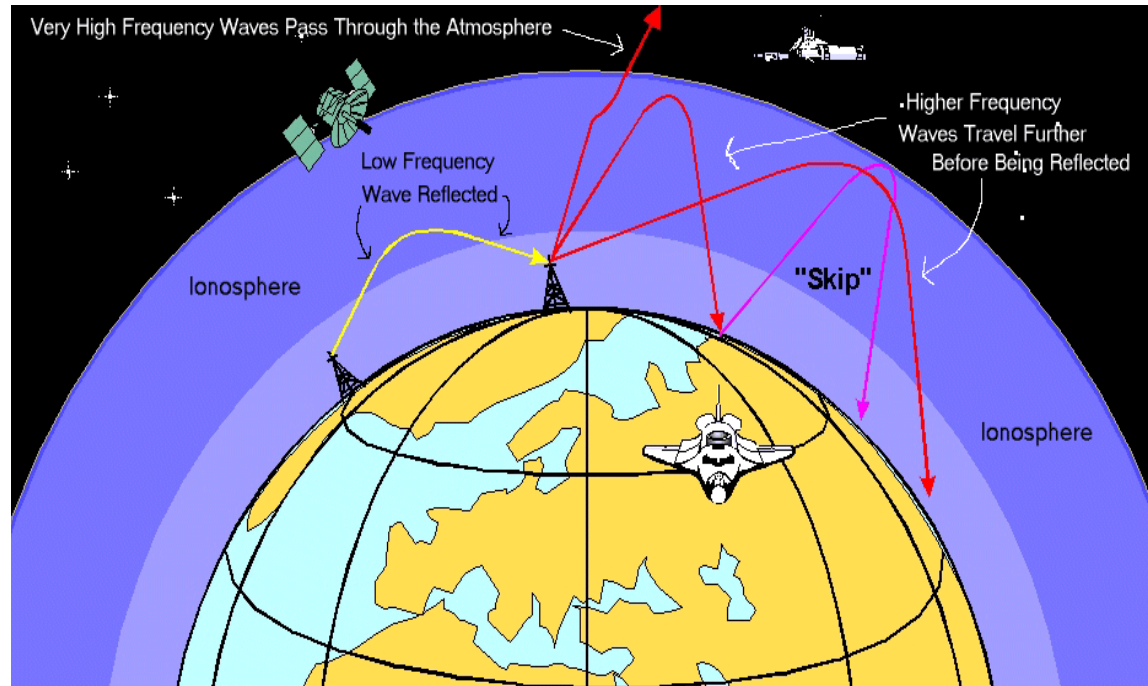 Very High Frequency Waves Pass Through the Atmosphere
Higher Frequency
Waves Travel Further
Before Being Reflected
Low Frequency
Wave Reflected
Ionosphere
"Skip"
Ionosphere